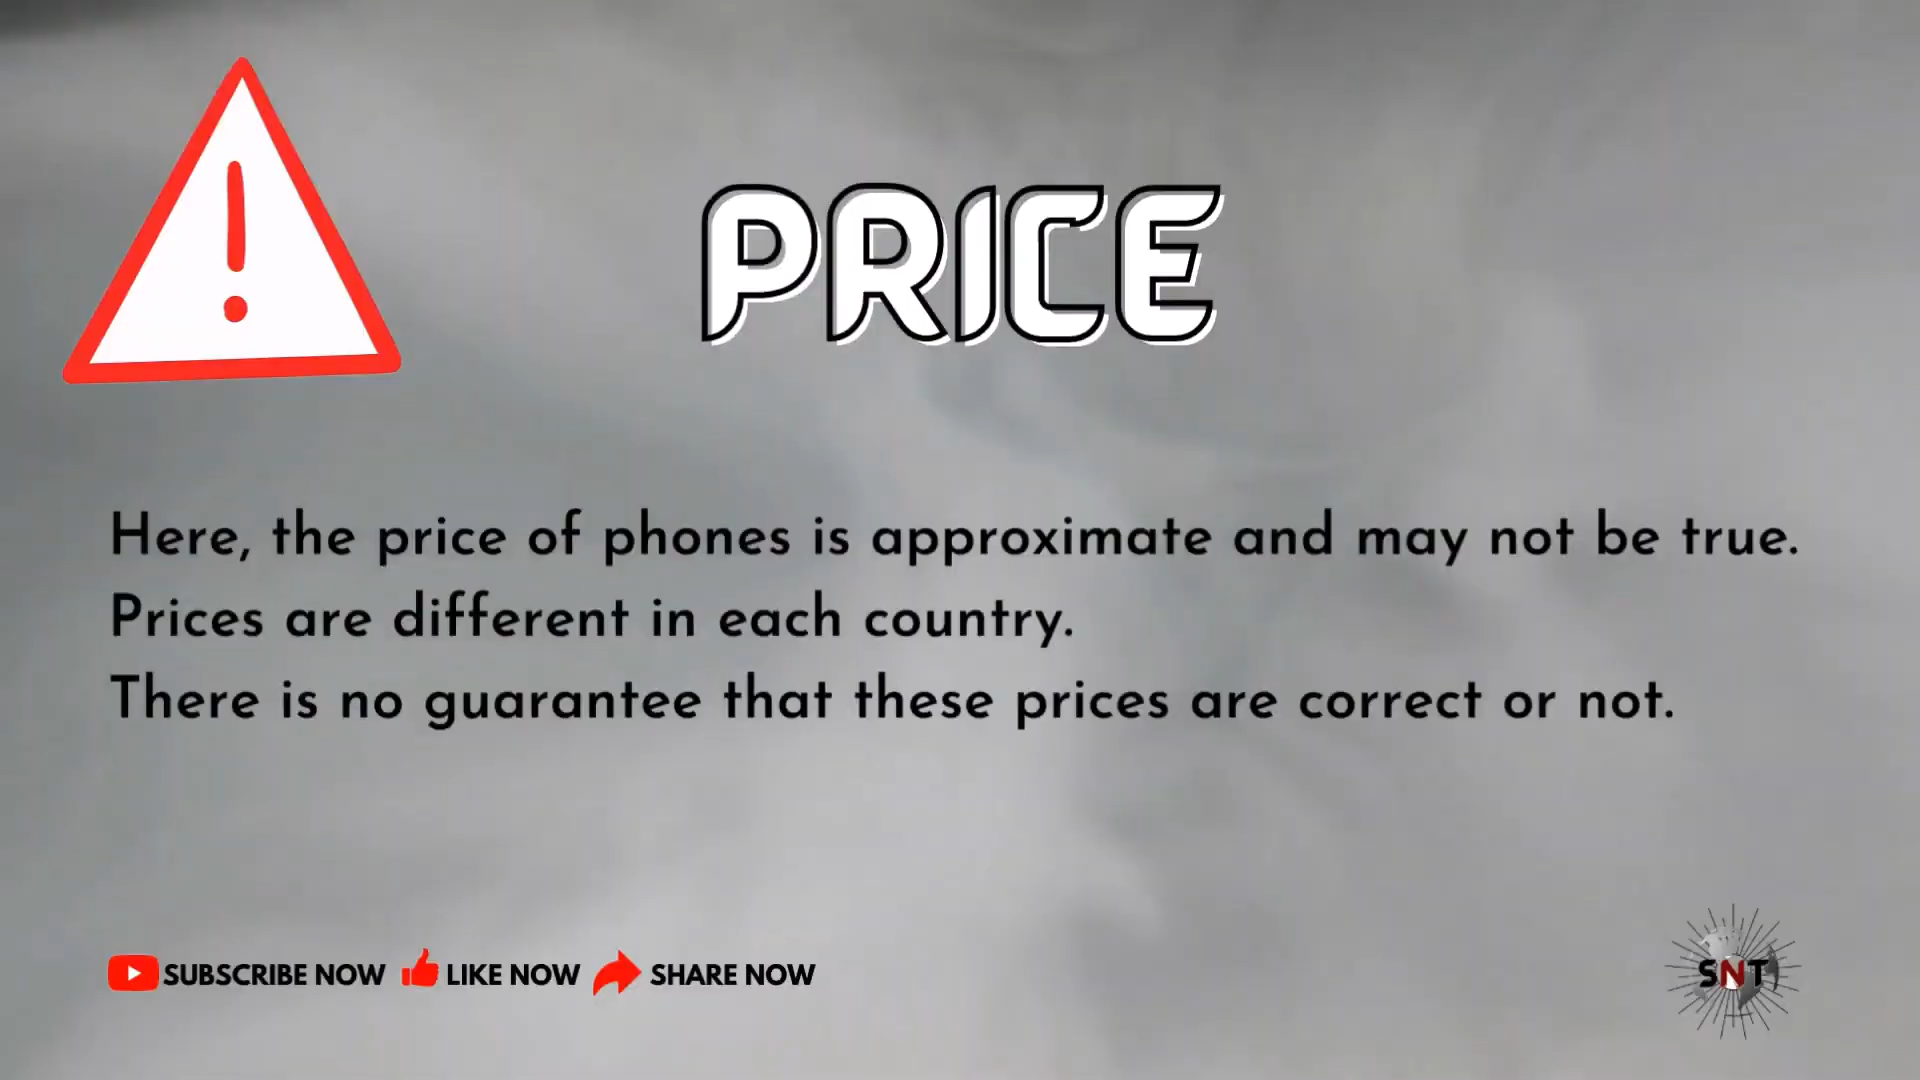 PRICE
Here, the price of phones is approximate and may not be true.
Prices are different in each country.
There is no guarantee that these prices are correct or not.
SUBSCRIBE NOW LIKE NOW SHARE NOW
SNT